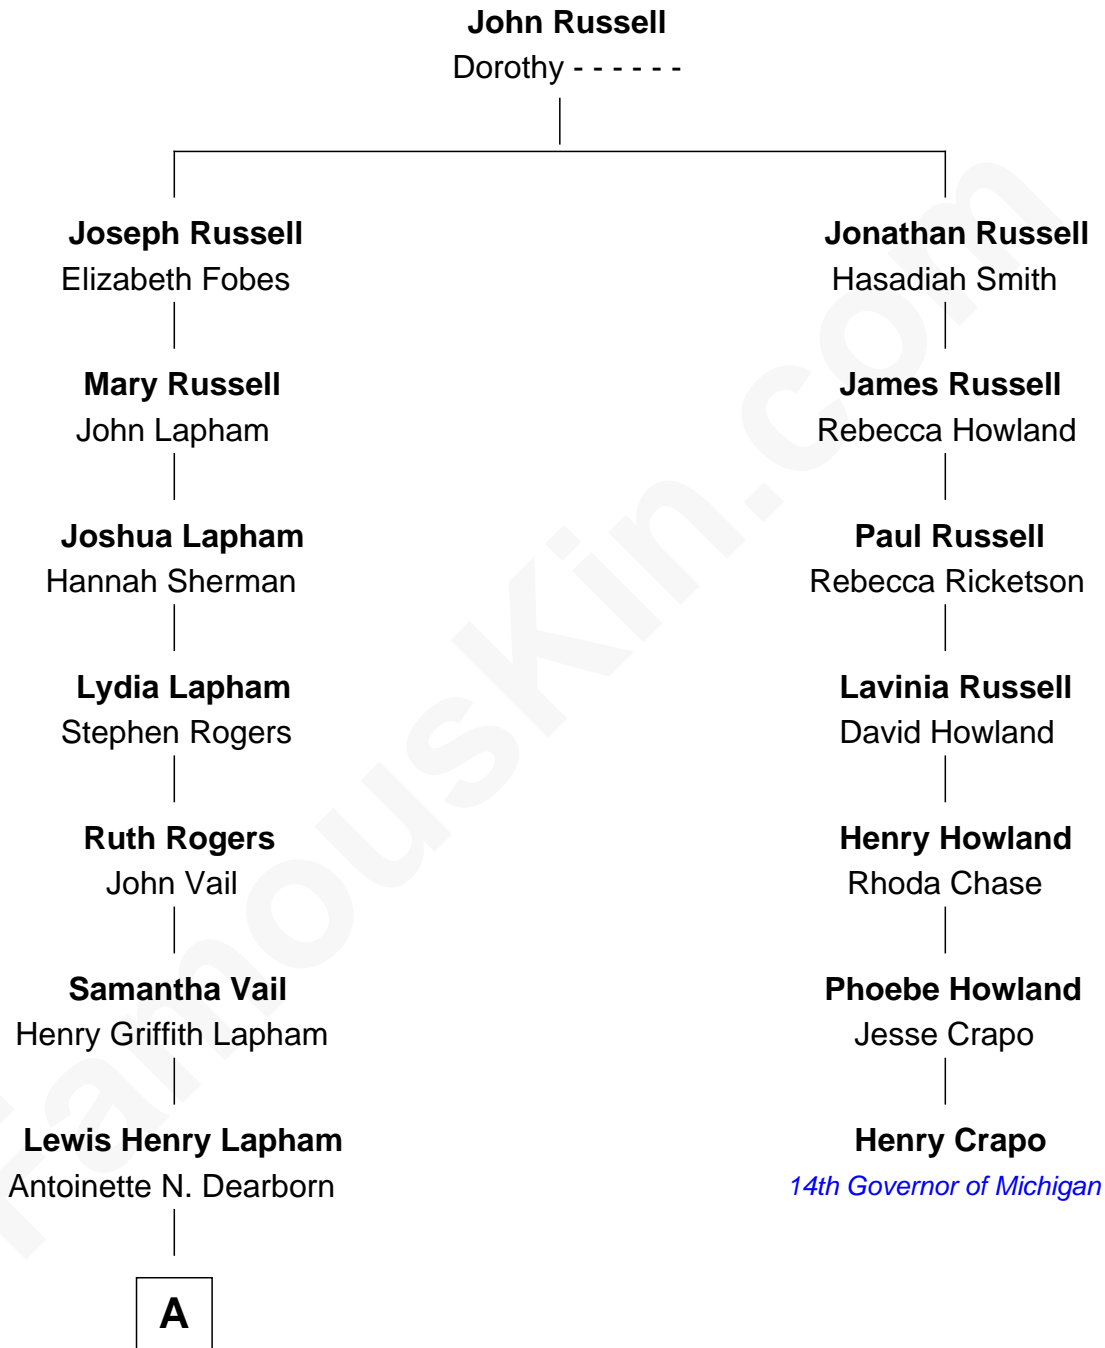 John Russell
Dorothy - - - - - -
Joseph Russell
Elizabeth Fobes
Mary Russell
John Lapham
Joshua Lapham
Hannah Sherman
Lydia Lapham
Stephen Rogers
Ruth Rogers
John Vail
Samantha Vail
Henry Griffith Lapham
Lewis Henry Lapham
Antoinette N. Dearborn
A
Jonathan Russell
Hasadiah Smith
James Russell
Rebecca Howland
Paul Russell
Rebecca Ricketson
Lavinia Russell
David Howland
Henry Howland
Rhoda Chase
Phoebe Howland
Jesse Crapo
Henry Crapo
14th Governor of Michigan
FamousKin.com